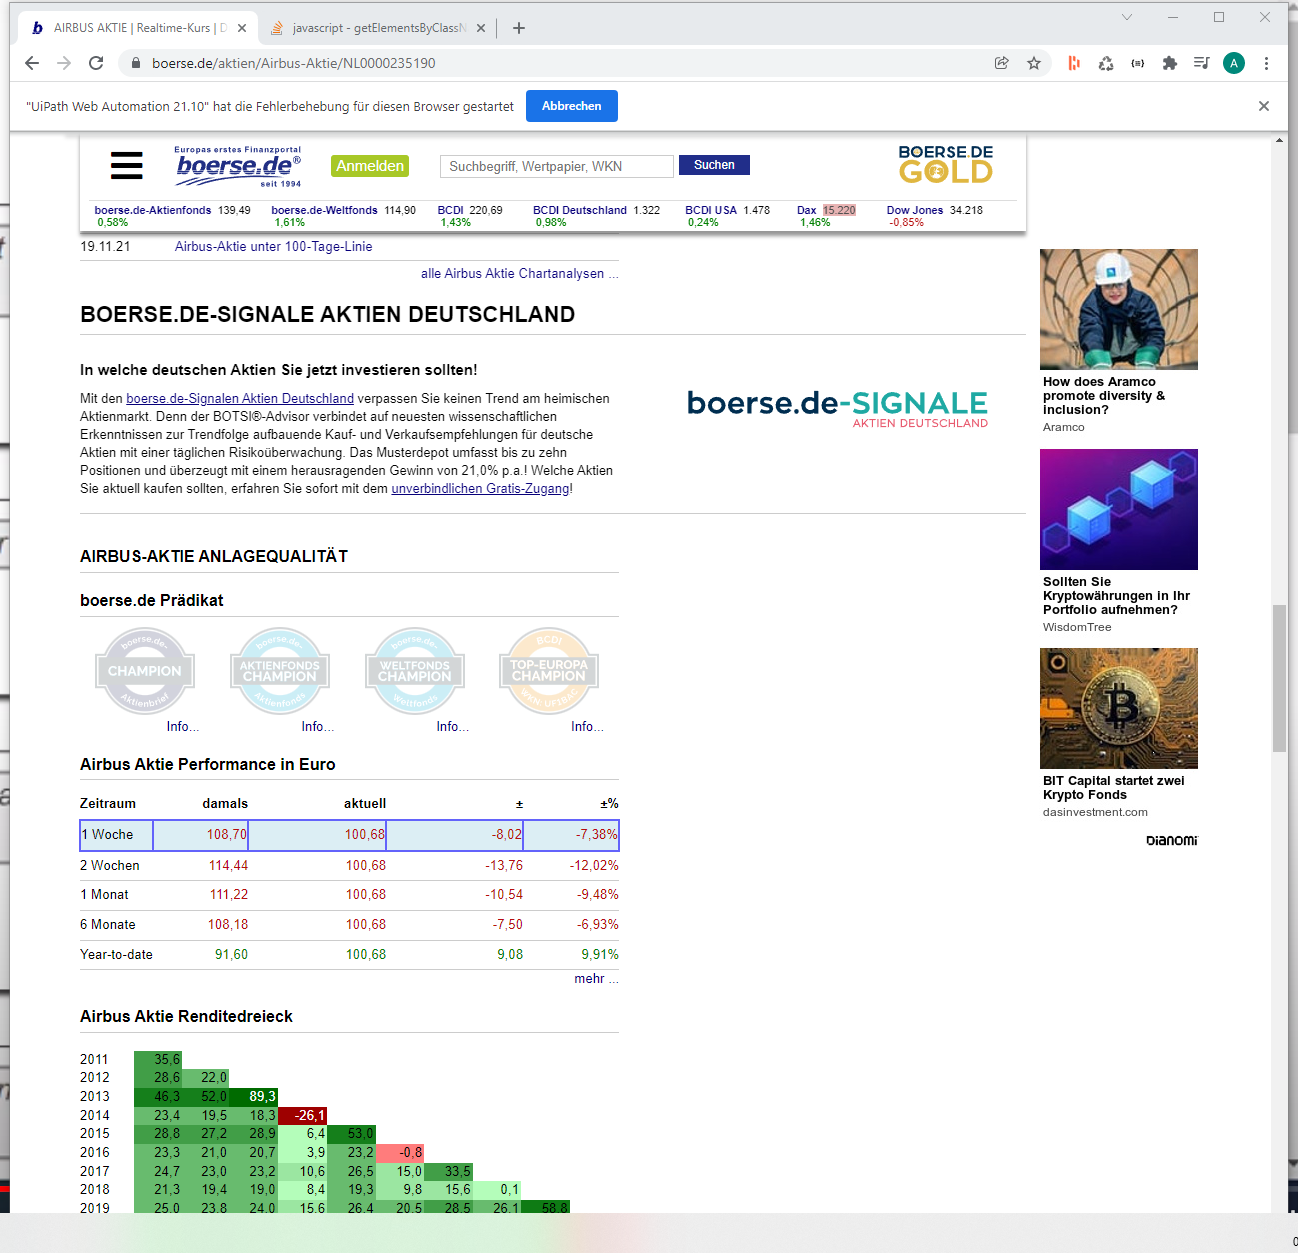 AIRBUS AKTIE | Realtime-Kurs | D
javascript - getElementsByClassN
boerse.de/aktien/Airbus-Aktie/NL0000235190
A
"UiPath Web Automation 21.10" hat die Fehlerbehebung für diesen Browser gestartet
Abbrechen
Europas erstes Finanzportal
boerse.de®
seit 1994
Anmelden
Suchbegriff, Wertpapier, WKN
Suchen
BOERSE.DE
GOLD
boerse.de-Aktienfonds 139,49 boerse.de-Weltfonds 114,90 BCDI 220,69 BCDI Deutschland 1.322 BCDI USA 1.478 Dax 15.220 Dow Jones 34.218
0,58% 1,61% 1,43% 0,98% 0,24% 1,46% -0,85%
19.11.21 Airbus-Aktie unter 100-Tage-Linie
alle Airbus Aktie Chartanalysen ...
BOERSE.DE-SIGNALE AKTIEN DEUTSCHLAND
In welche deutschen Aktien Sie jetzt investieren sollten!
Mit den boerse.de-Signalen Aktien Deutschland verpassen Sie keinen Trend am heimischen
Aktienmarkt. Denn der BOTSI®-Advisor verbindet auf neuesten wissenschaftlichen
Erkenntnissen zur Trendfolge aufbauende Kauf- und Verkaufsempfehlungen für deutsche
Aktien mit einer täglichen Risikoüberwachung. Das Musterdepot umfasst bis zu zehn
Positionen und überzeugt mit einem herausragenden Gewinn von 21,0% p.a.! Welche Aktien
Sie aktuell kaufen sollten, erfahren Sie sofort mit dem unverbindlichen Gratis-Zugang!
boerse.de-SIGNALE
AKTIEN DEUTSCHLAND
AIRBUS-AKTIE ANLAGEQUALITÄT
boerse.de Prädikat
boerse.de-
CHAMPION
Aktienbrief
boerse.de-
AKTIENFONDS
CHAMPION
Aktienfonds
boerse.de-
WELTFONDS
CHAMPION
Weltfonds
BCDI
TOP-EUROPA
CHAMPION
Info... Info... Info... Info...
Airbus Aktie Performance in Euro
Zeitraum damals aktuell ± ±%
1 Woche 108,70 100,68 -8,02 -7,38%
2 Wochen 114,44 100,68 -13,76 -12,02%
1 Monat 111,22 100,68 -10,54 -9,48%
6 Monate 108,18 100,68 -7,50 -6,93%
Year-to-date 91,60 100,68 9,08 9,91%
mehr ...
Airbus Aktie Renditedreieck
2011 35,6
2012 28,6 22,0
2013 46,3 52,0 89,3
2014 23,4 19,5 18,3 -26,1
2015 28,8 27,2 28,9 6,4 53,0
2016 23,3 21,0 20,7 3,9 23,2 -0,8
2017 24,7 23,0 23,2 10,6 26,5 15,0 33,5
2018 21,3 19,4 19,0 8,4 19,3 9,8 15,6 0,1
2019 25,0 23,8 24,0 15,6 26,4 20,5 28,5 26,1 58,8
How does Aramco
promote diversity &
inclusion?
Aramco
Sollten Sie
Kryptowährungen in Ihr
Portfolio aufnehmen?
WisdomTree
BIT Capital startet zwei
Krypto Fonds
dasinvestment.com
DIANOMI